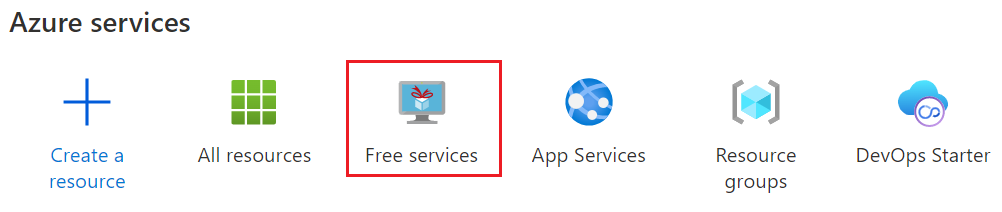 Azure services
Create a
resource
All resources
Free services
App Services
Resource
groups
DevOps Starter